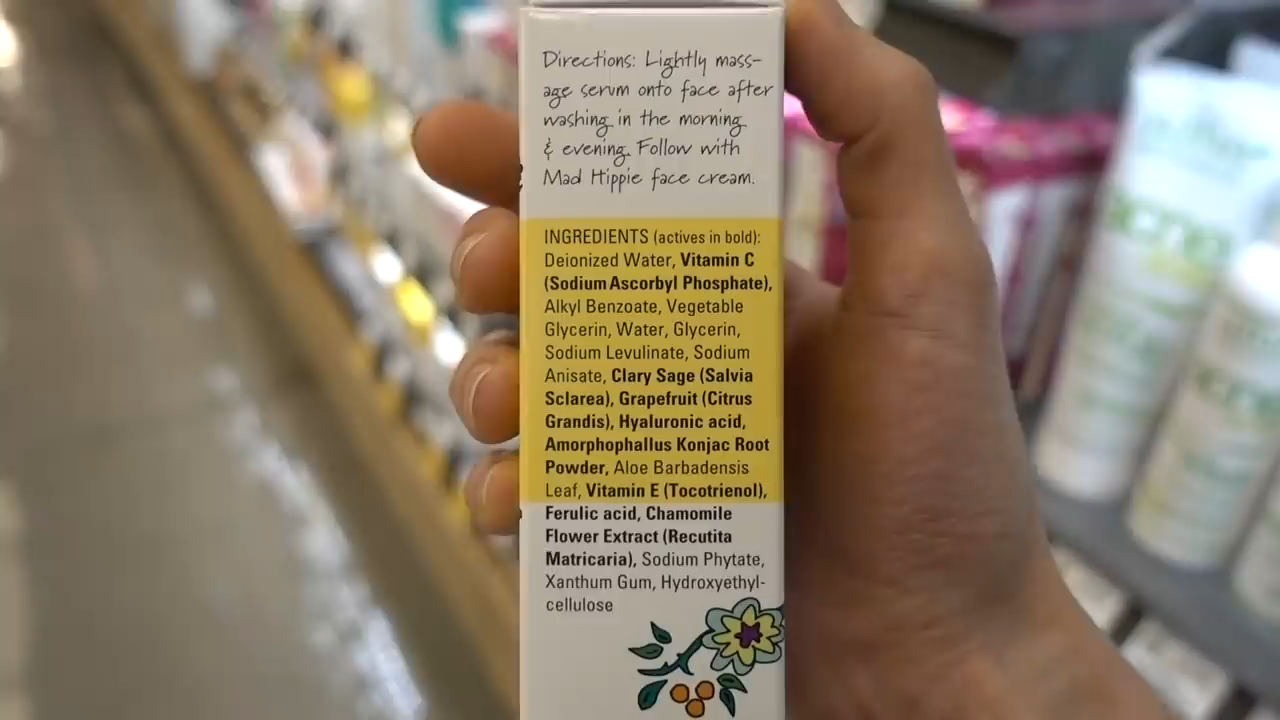 Directions: Lightly mass-
age serum onto face after
washing in the morning
& evening. Follow with
Mad Hippie face cream.
INGREDIENTS (actives in bold):
Deionized Water, Vitamin C
(Sodium Ascorbyl Phosphate),
Alkyl Benzoate, Vegetable
Glycerin, Water, Glycerin,
Sodium Levulinate, Sodium
Anisate, Clary Sage (Salvia
Sclarea), Grapefruit (Citrus
Grandis), Hyaluronic acid,
Amorphophallus Konjac Root
Powder, Aloe Barbadensis
Leaf, Vitamin E (Tocotrienol),
Ferulic acid, Chamomile
Flower Extract (Recutita
Matricaria), Sodium Phytate,
Xanthum Gum, Hydroxyethyl-
cellulose